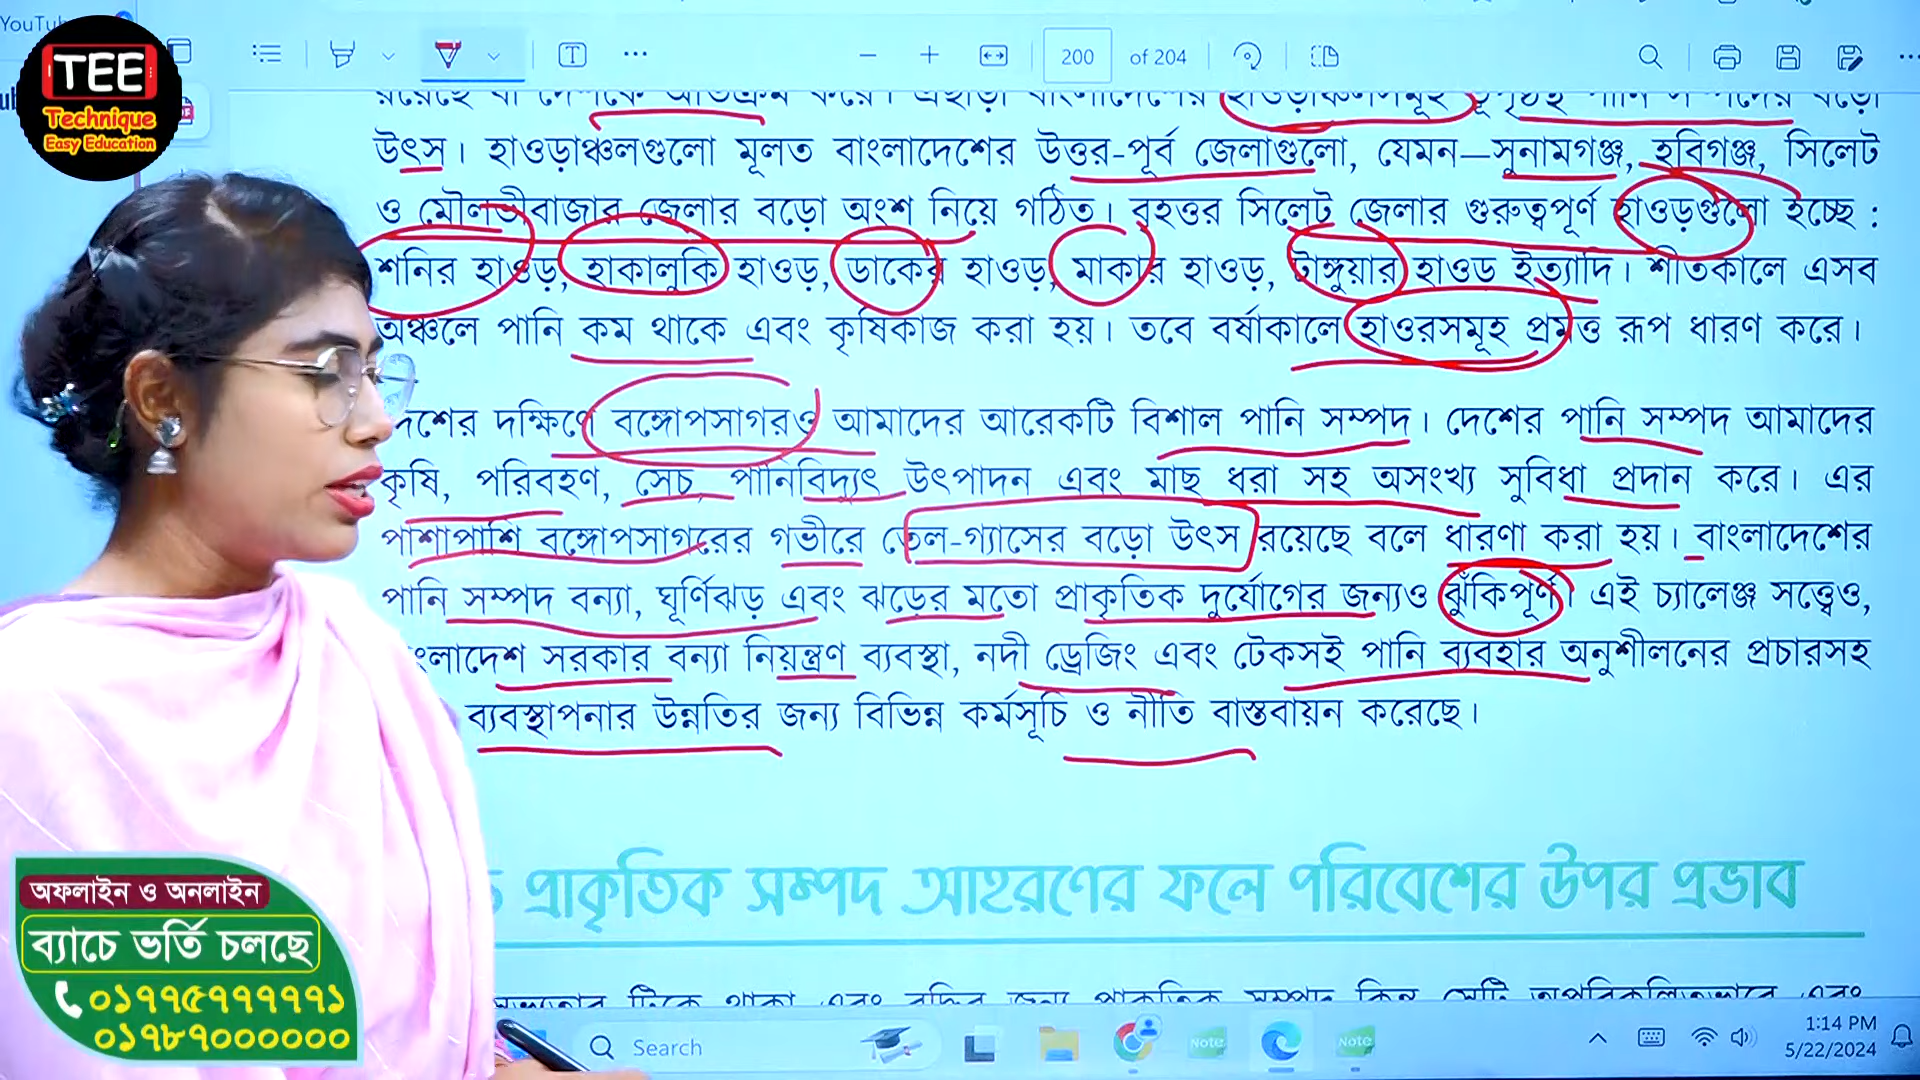 YouTu
TEE
Technique
Easy Education
200 of 204
উৎস। হাওড়াঞ্চলগুলো মূলত বাংলাদেশের উত্তর-পূর্ব জেলাগুলো, যেমন—সুনামগঞ্জ, হবিগঞ্জ, সিলেট
ও মৌলভীবাজার জেলার বড়ো অংশ নিয়ে গঠিত। বৃহত্তর সিলেট জেলার গুরুত্বপূর্ণ হাওড়গুলো হচ্ছে :
শনির হাওড়, হাকালুকি হাওড়, ডাকের হাওড়, মাকার হাওড়, টাঙ্গুয়ার হাওড ইত্যাদি। শীতকালে এসব
অঞ্চলে পানি কম থাকে এবং কৃষিকাজ করা হয়। তবে বর্ষাকালে হাওরসমূহ প্রমত্ত রূপ ধারণ করে।
দেশের দক্ষিণে বঙ্গোপসাগরও আমাদের আরেকটি বিশাল পানি সম্পদ। দেশের পানি সম্পদ আমাদের
কৃষি, পরিবহণ, সেচ, পানিবিদ্যুৎ উৎপাদন এবং মাছ ধরা সহ অসংখ্য সুবিধা প্রদান করে। এর
পাশাপাশি বঙ্গোপসাগরের গভীরে তেল-গ্যাসের বড়ো উৎস রয়েছে বলে ধারণা করা হয়। বাংলাদেশের
পানি সম্পদ বন্যা, ঘূর্ণিঝড় এবং ঝড়ের মতো প্রাকৃতিক দুর্যোগের জন্যও ঝুঁকিপূর্ণ। এই চ্যালেঞ্জ সত্ত্বেও,
বাংলাদেশ সরকার বন্যা নিয়ন্ত্রণ ব্যবস্থা, নদী ড্রেজিং এবং টেকসই পানি ব্যবহার অনুশীলনের প্রচারসহ
ব্যবস্থাপনার উন্নতির জন্য বিভিন্ন কর্মসূচি ও নীতি বাস্তবায়ন করেছে।
প্রাকৃতিক সম্পদ আহরণের ফলে পরিবেশের উপর প্রভাব
অফলাইন ও অনলাইন
ব্যাচে ভর্তি চলছে
০১৭৭৫৭৭৭৭৭১
০১৭৮৭০০০০০০
Search
Note
Note
1:14 PM
5/22/2024